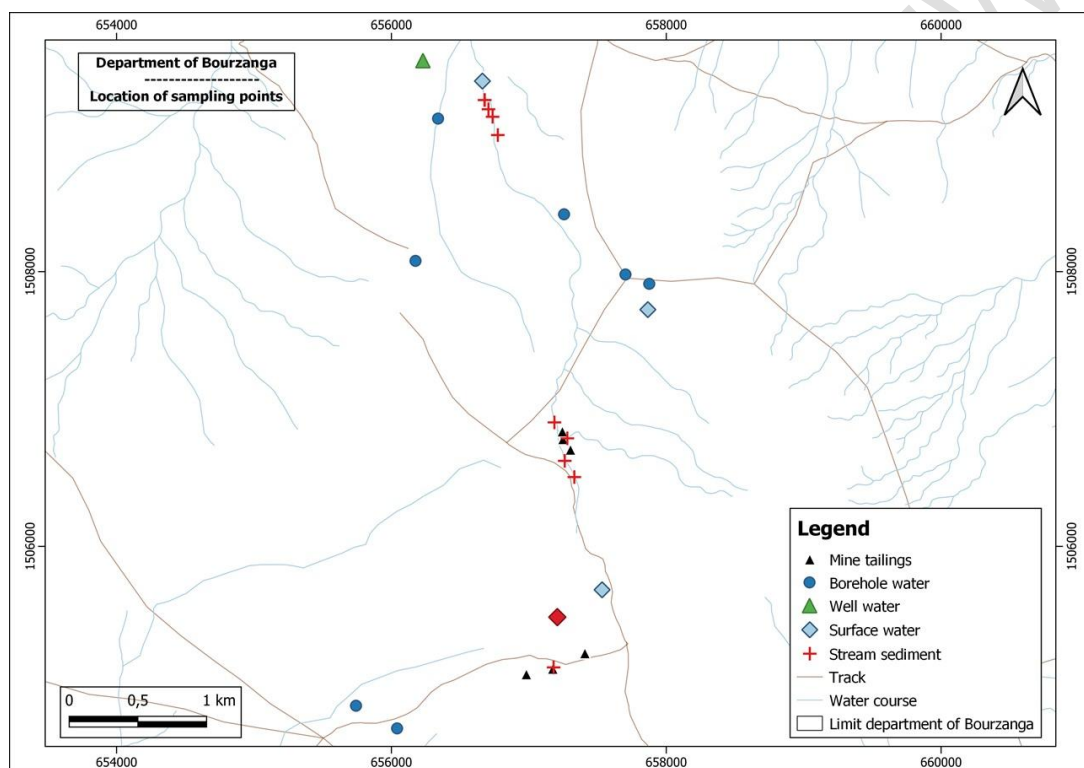 654000 656000 658000 660000
Department of Bourzanga
--------------------
Location of sampling points
1508000 1508000
1506000 1506000
Legend
Mine tailings
Borehole water
Well water
Surface water
Stream sediment
Track
Water course
Limit department of Bourzanga
0 0,5 1 km
654000 656000 658000 660000